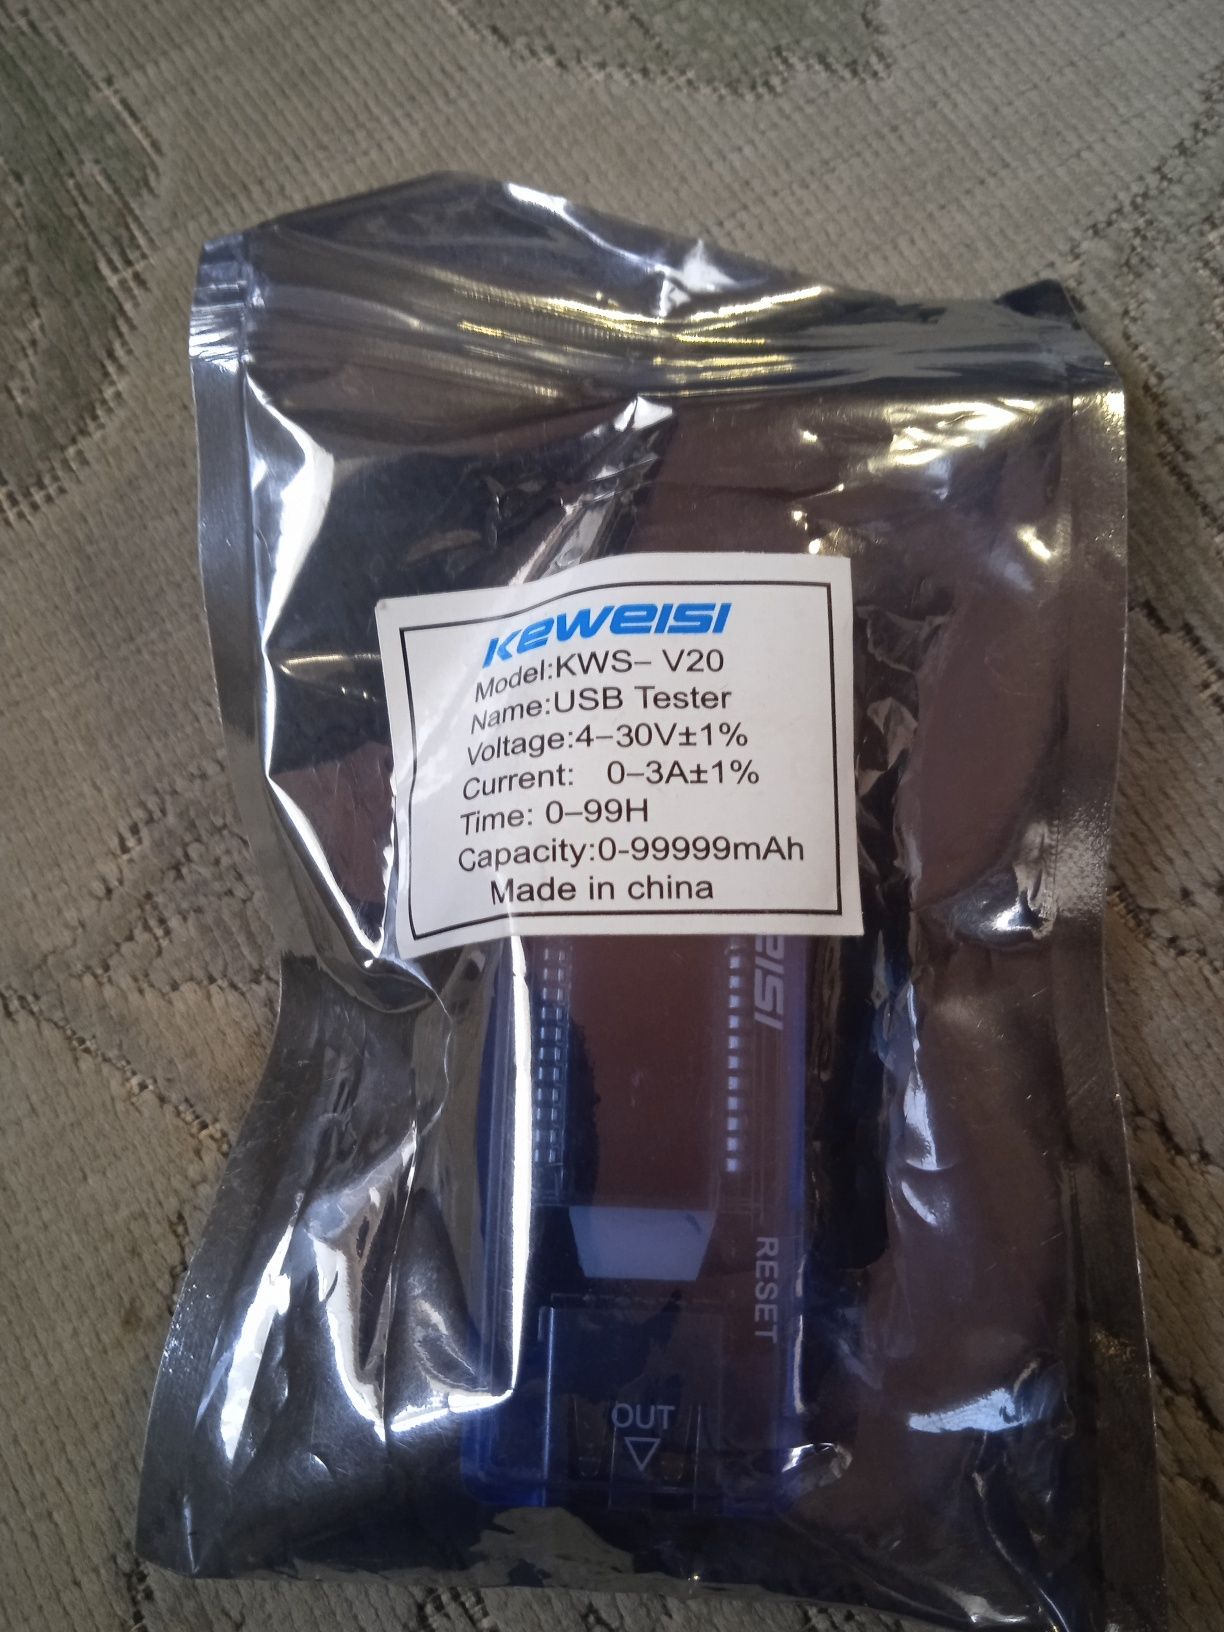 KEWEISI
Model:KWS– V20
Name:USB Tester
Voltage:4–30V±1%
Current: 0–3A±1%
Time: 0–99H
Capacity:0-99999mAh
Made in china
EISI
RESET
OUT